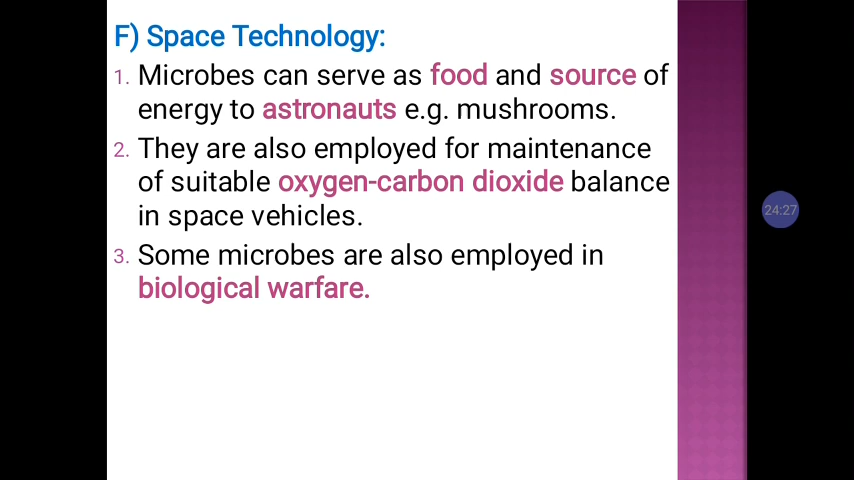 F) Space Technology:
1. Microbes can serve as food and source of
energy to astronauts e.g. mushrooms.
2. They are also employed for maintenance
of suitable oxygen-carbon dioxide balance
in space vehicles.
3. Some microbes are also employed in
biological warfare.
24:27